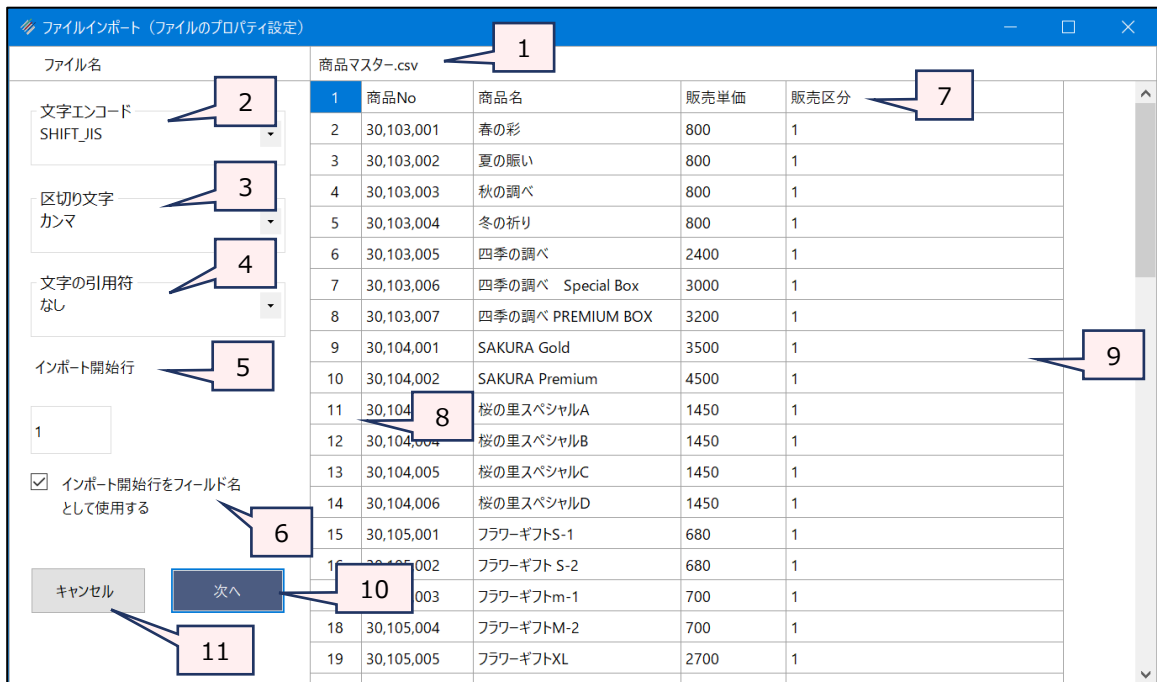 ファイルインポート（ファイルのプロパティ設定）
1
ファイル名
商品マスター.csv
2
文字エンコード
SHIFT_JIS
3
区切り文字
カンマ
4
文字の引用符
なし
5
インポート開始行
1
インポート開始行をフィールド名
として使用する
6
キャンセル
次へ
10
11
1 商品No 商品名 販売単価 販売区分
7
2 30,103,001 春の彩 800 1
3 30,103,002 夏の賑い 800 1
4 30,103,003 秋の調べ 800 1
5 30,103,004 冬の祈り 800 1
6 30,103,005 四季の調べ 2400 1
7 30,103,006 四季の調べ　Special Box 3000 1
8 30,103,007 四季の調べ PREMIUM BOX 3200 1
9 30,104,001 SAKURA Gold 3500 1
9
10 30,104,002 SAKURA Premium 4500 1
11 30,104 桜の里スペシャルA 1450 1
8
12 30,104,004 桜の里スペシャルB 1450 1
13 30,104,005 桜の里スペシャルC 1450 1
14 30,104,006 桜の里スペシャルD 1450 1
15 30,105,001 フラワーギフトS-1 680 1
16 30,105,002 フラワーギフト S-2 680 1
003 フラワーギフトm-1 700 1
18 30,105,004 フラワーギフトM-2 700 1
19 30,105,005 フラワーギフトXL 2700 1